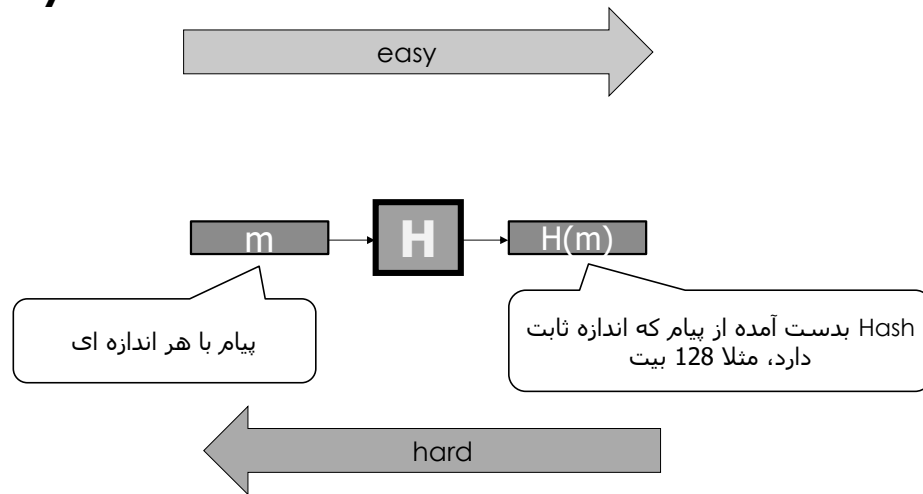 easy
m
H
H(m)
پیام با هر اندازه ای
Hash بدست آمده از پیام که اندازه ثابت
دارد، مثلا 128 بیت
hard